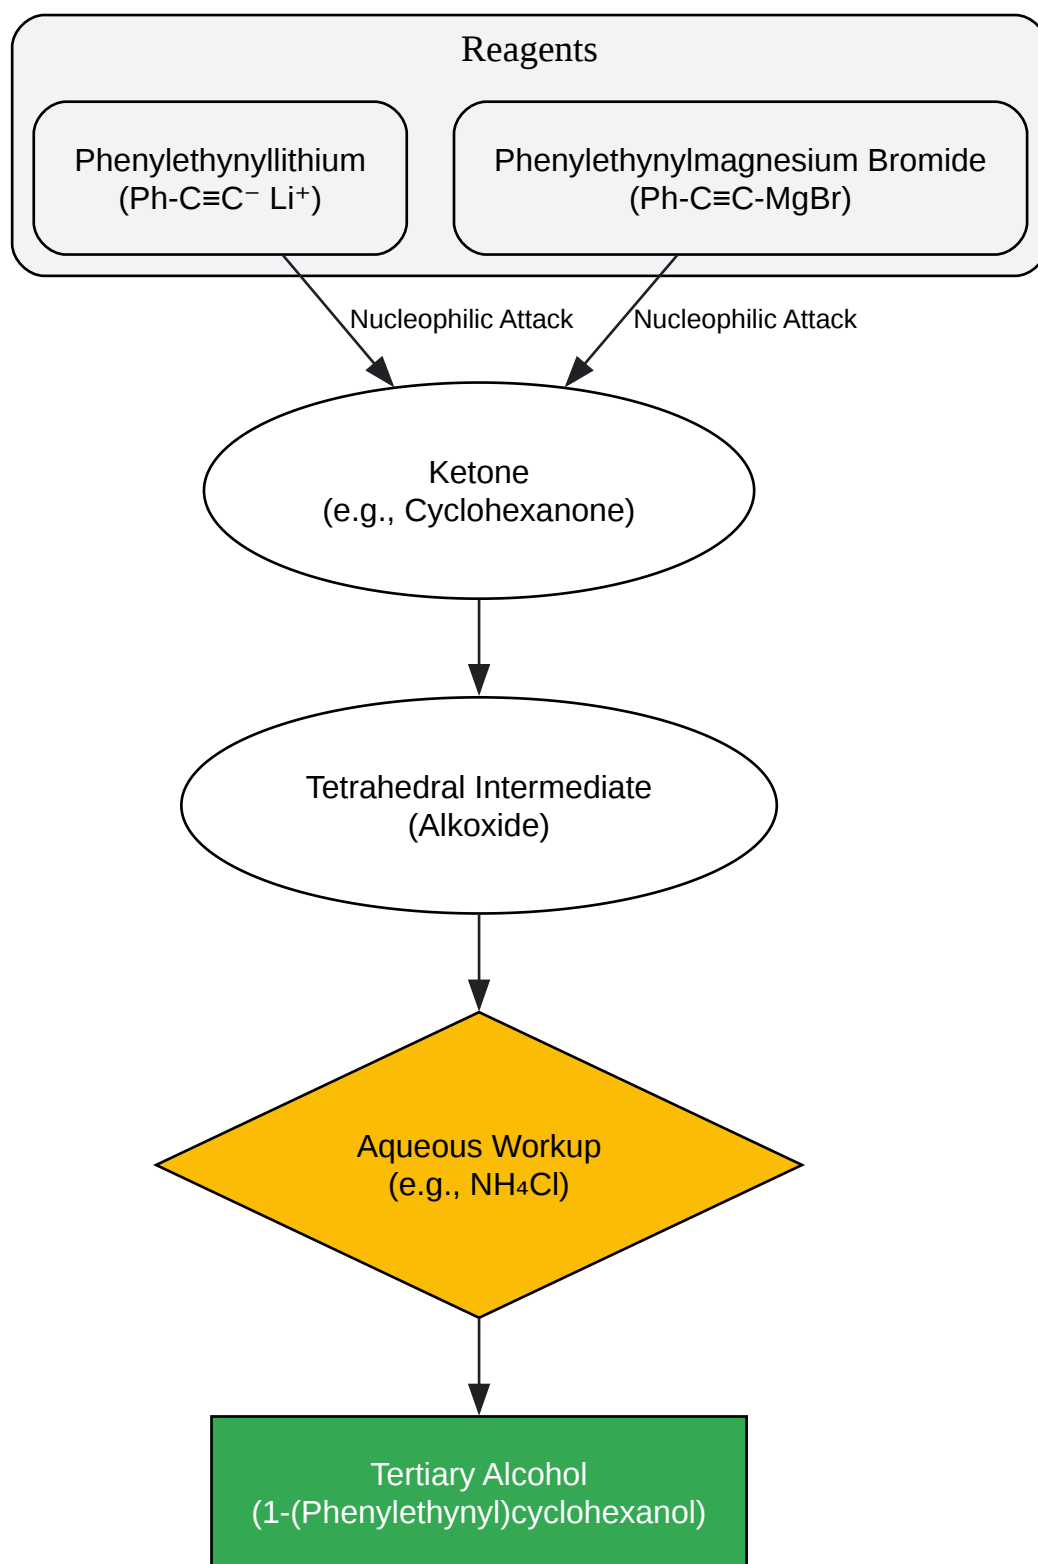 Reagents
Phenylethynyllithium
(Ph-C≡C⁻ Li⁺)
Phenylethynylmagnesium Bromide
(Ph-C≡C-MgBr)
Nucleophilic Attack
Nucleophilic Attack
Ketone
(e.g., Cyclohexanone)
Tetrahedral Intermediate
(Alkoxide)
Aqueous Workup
(e.g., NH₄Cl)
Tertiary Alcohol
(1-(Phenylethynyl)cyclohexanol)